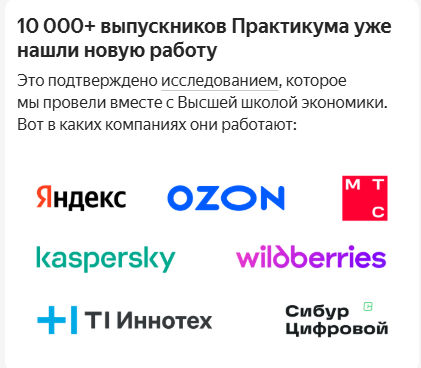 10 000+ выпускников Практикума уже
нашли новую работу
Это подтверждено исследованием, которое
мы провели вместе с Высшей школой экономики.
Вот в каких компаниях они работают:
Яндекс
OZON
МТС
kaspersky
wildberries
T1 Иннотех
Сибур
Цифровой